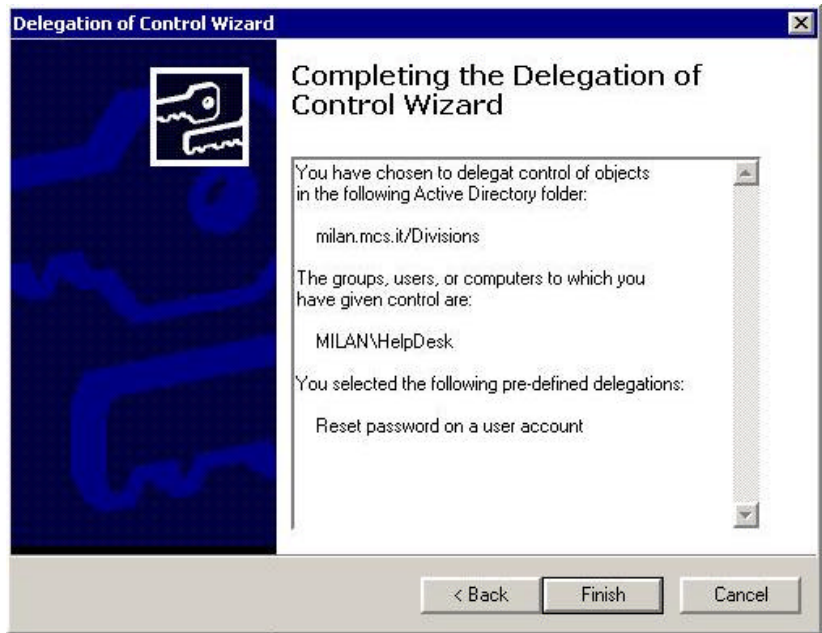 Delegation of Control Wizard
Completing the Delegation of
Control Wizard
You have chosen to delegat control of objects
in the following Active Directory folder:
milan.mcs.it/Divisions
The groups, users, or computers to which you
have given control are:
MILAN\HelpDesk
You selected the following pre-defined delegations:
Reset password on a user account
< Back
Finish
Cancel